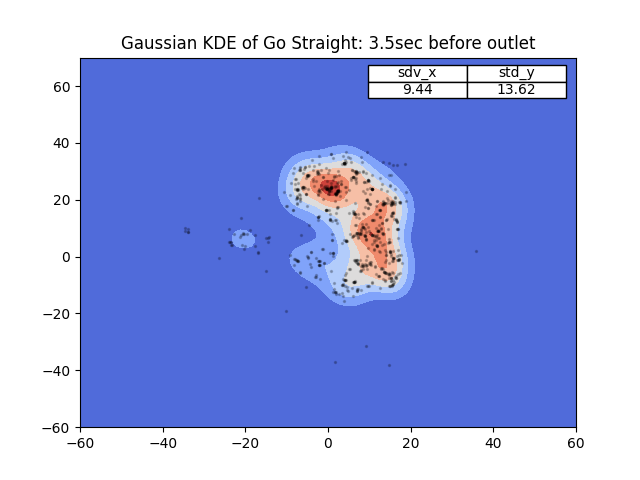 Gaussian KDE of Go Straight: 3.5sec before outlet
sdv_x std_y
9.44 13.62
60
40
20
0
−20
−40
−60
−60 −40 −20 0 20 40 60